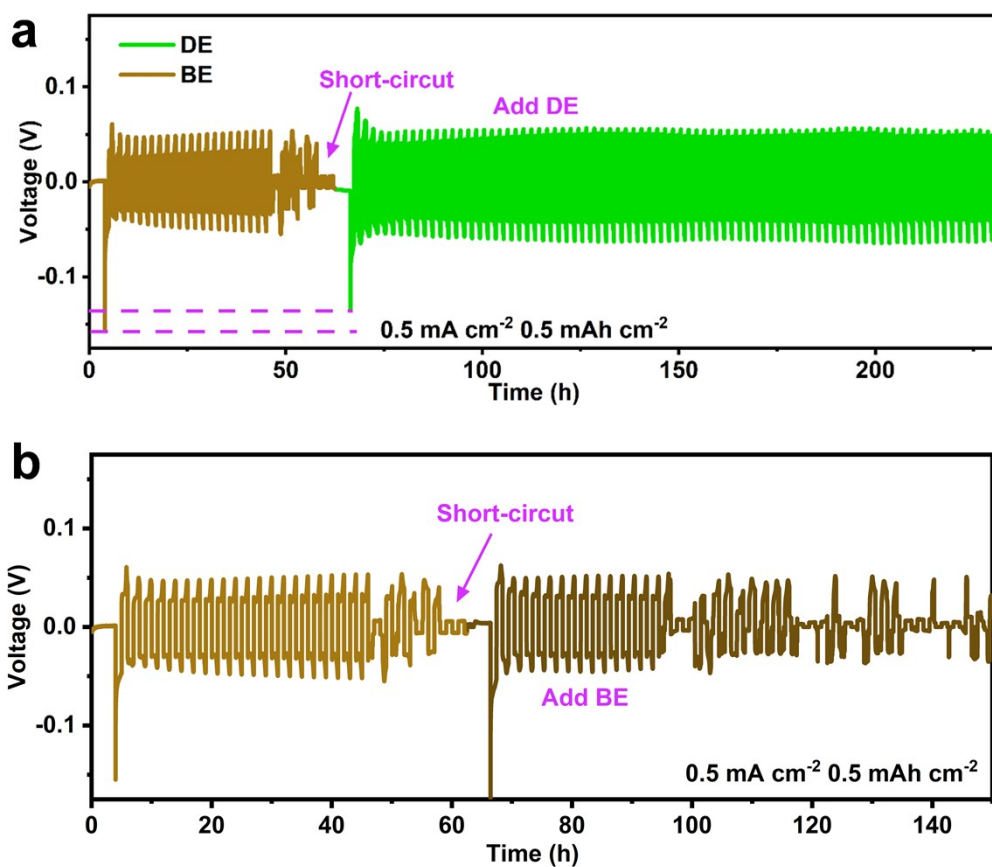 a
DE
BE
Short-circut
Add DE
0.1
0.0
-0.1
Voltage (V)
0.5 mA cm⁻² 0.5 mAh cm⁻²
0 50 100 150 200
Time (h)
b
Short-circut
0.1
0.0
-0.1
Voltage (V)
Add BE
0.5 mA cm⁻² 0.5 mAh cm⁻²
0 20 40 60 80 100 120 140
Time (h)